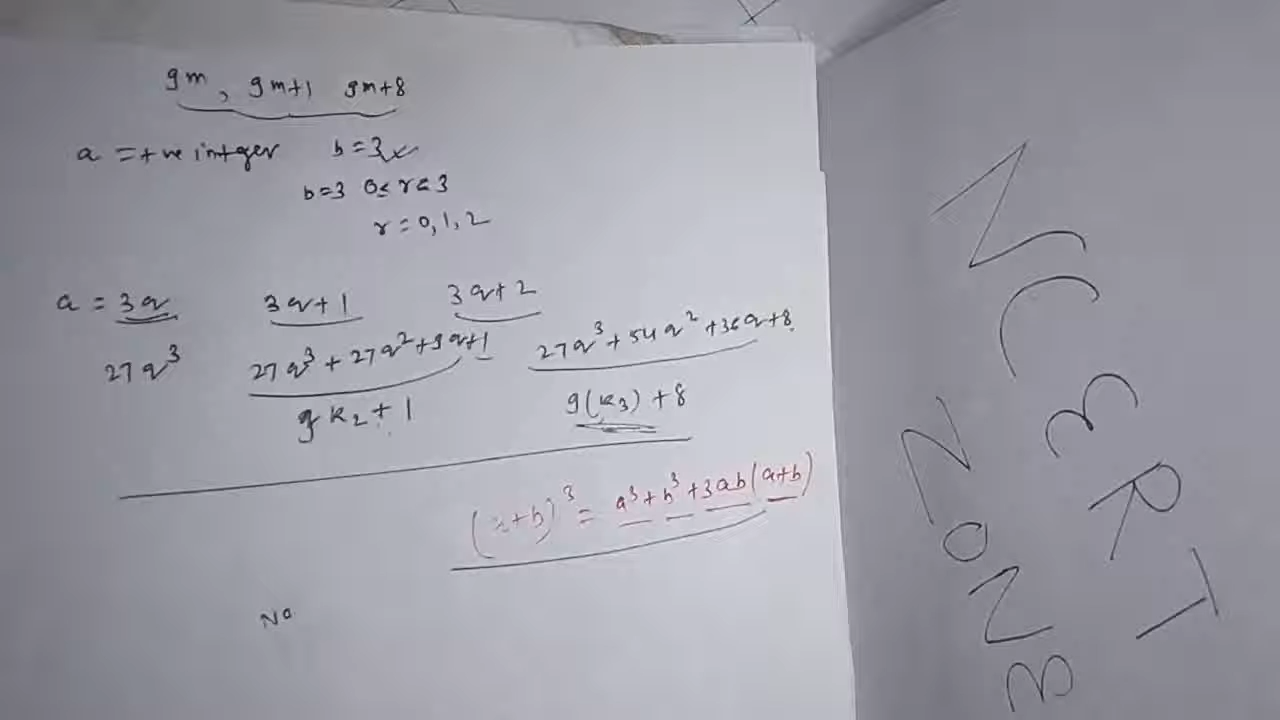 9m, 9m+1 9m+8
a = +ve integer b=3
b=3 0≤r<3
r=0,1,2
a = 3q 3q+1 3q+2
27q³ 27q³+27q²+9q+1 27q³+54q²+36q+8
9k₂+1 9(k₃)+8
(a+b)³ = a³+b³+3ab(a+b)
No
NCERT
ZONE